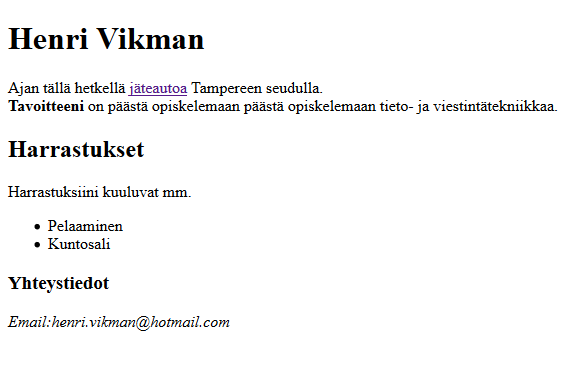 Henri Vikman
Ajan tällä hetkellä jäteautoa Tampereen seudulla.
Tavoitteeni on päästä opiskelemaan päästä opiskelemaan tieto- ja viestintätekniikkaa.
Harrastukset
Harrastuksiini kuuluvat mm.
• Pelaaminen
• Kuntosali
Yhteystiedot
Email:henri.vikman@hotmail.com